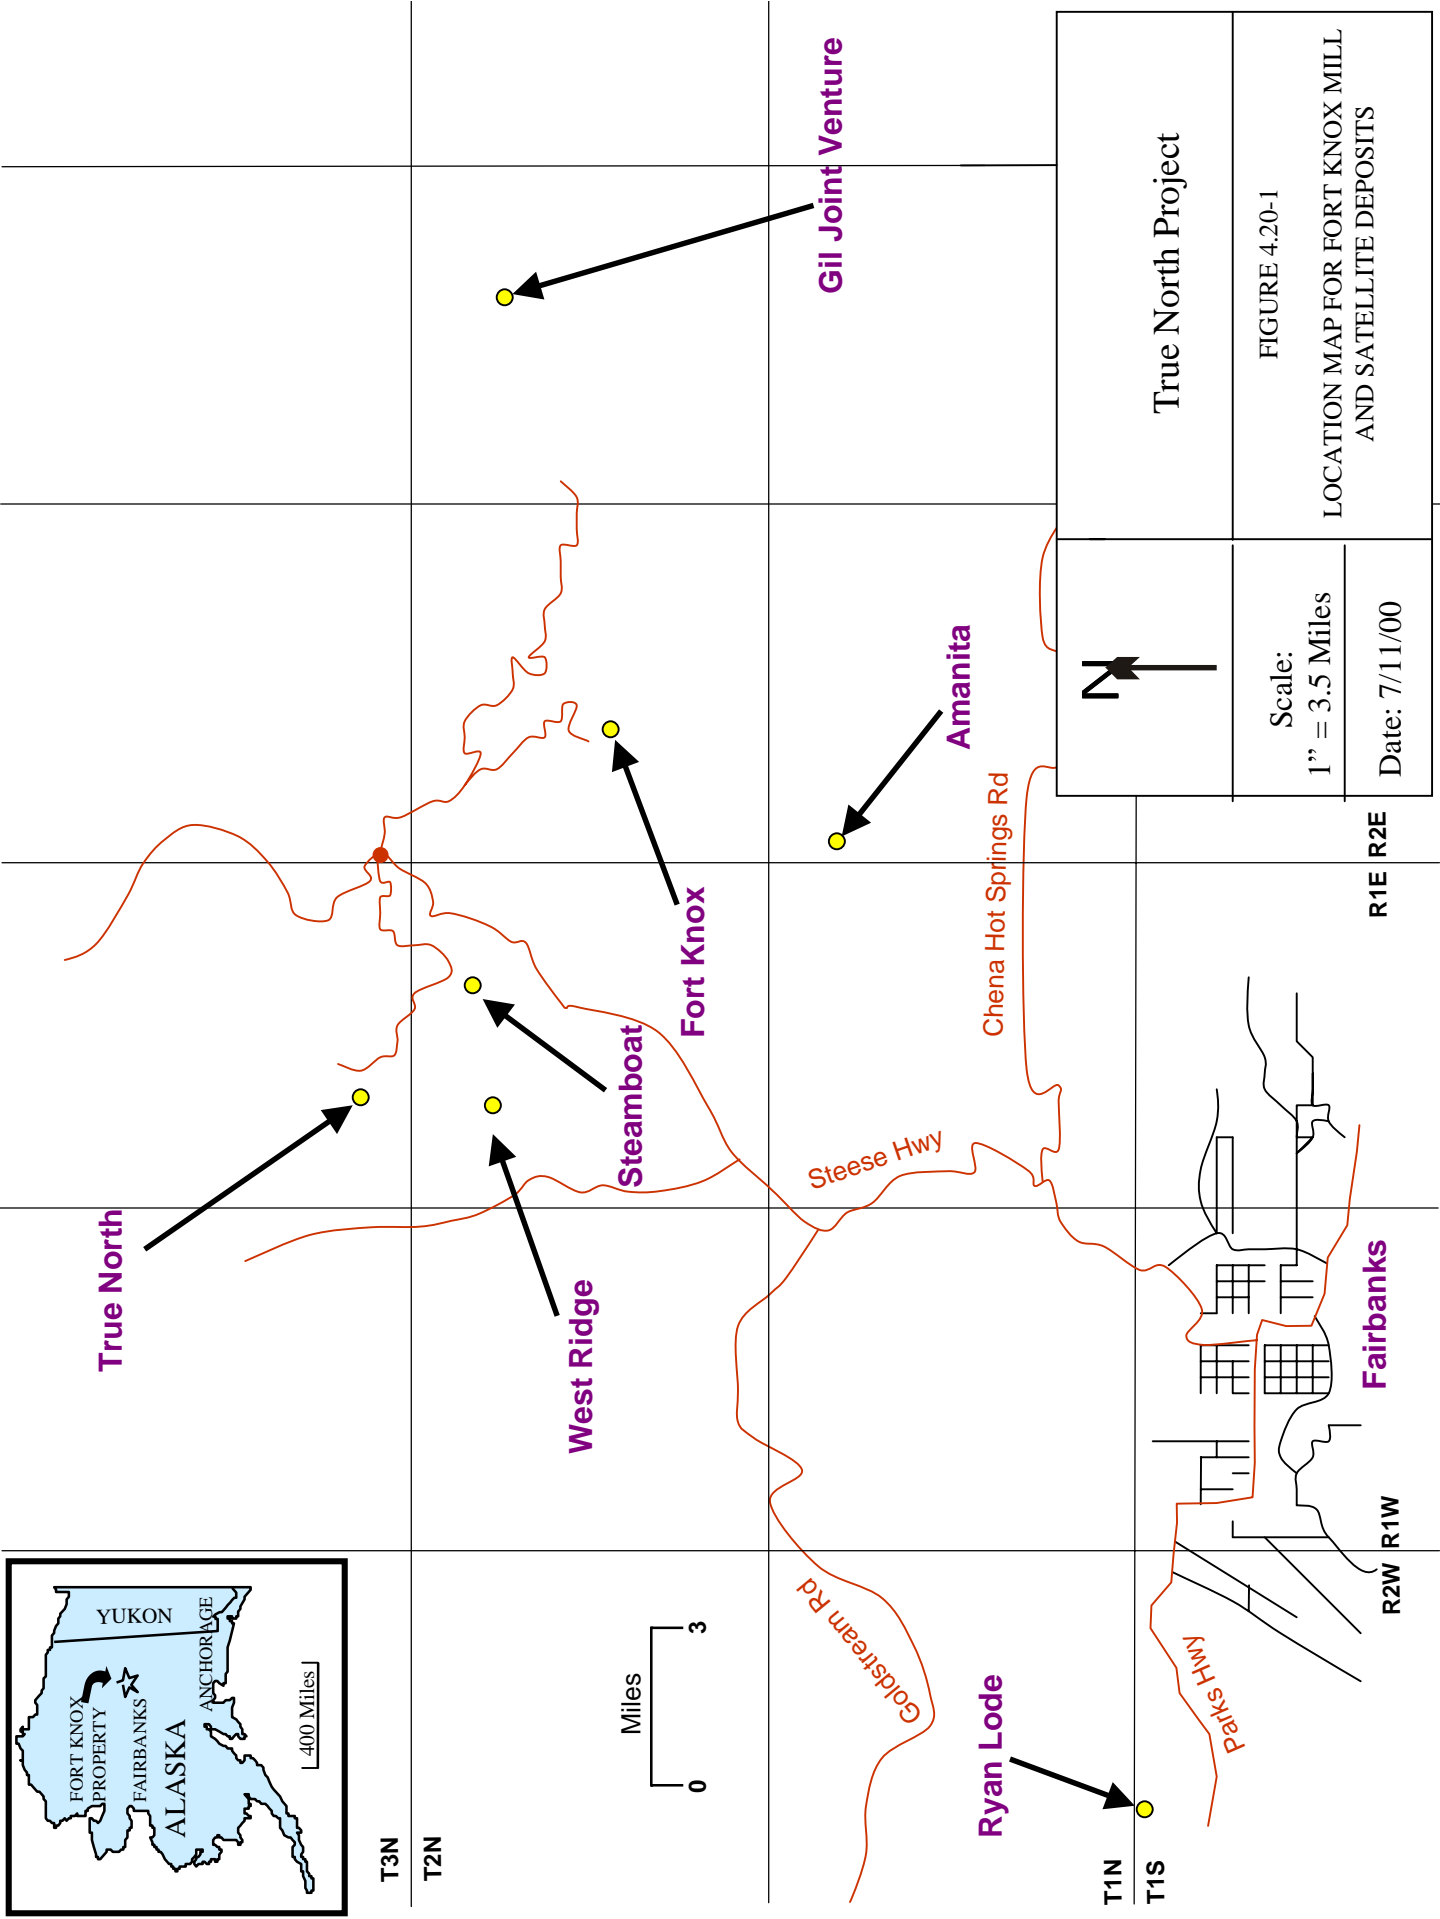 FORT KNOX
PROPERTY
FAIRBANKS
ALASKA
YUKON
ANCHORAGE
400 Miles
True North
West Ridge
Steamboat
Fort Knox
Gil Joint Venture
Amanita
Ryan Lode
Fairbanks
Steese Hwy
Chena Hot Springs Rd
Goldstream Rd
Parks Hwy
Miles
0 3
T3N
T2N
T1N
T1S
R2W R1W
R1E R2E
N
Scale:
1” = 3.5 Miles
Date: 7/11/00
True North Project
FIGURE 4.20-1
LOCATION MAP FOR FORT KNOX MILL
AND SATELLITE DEPOSITS